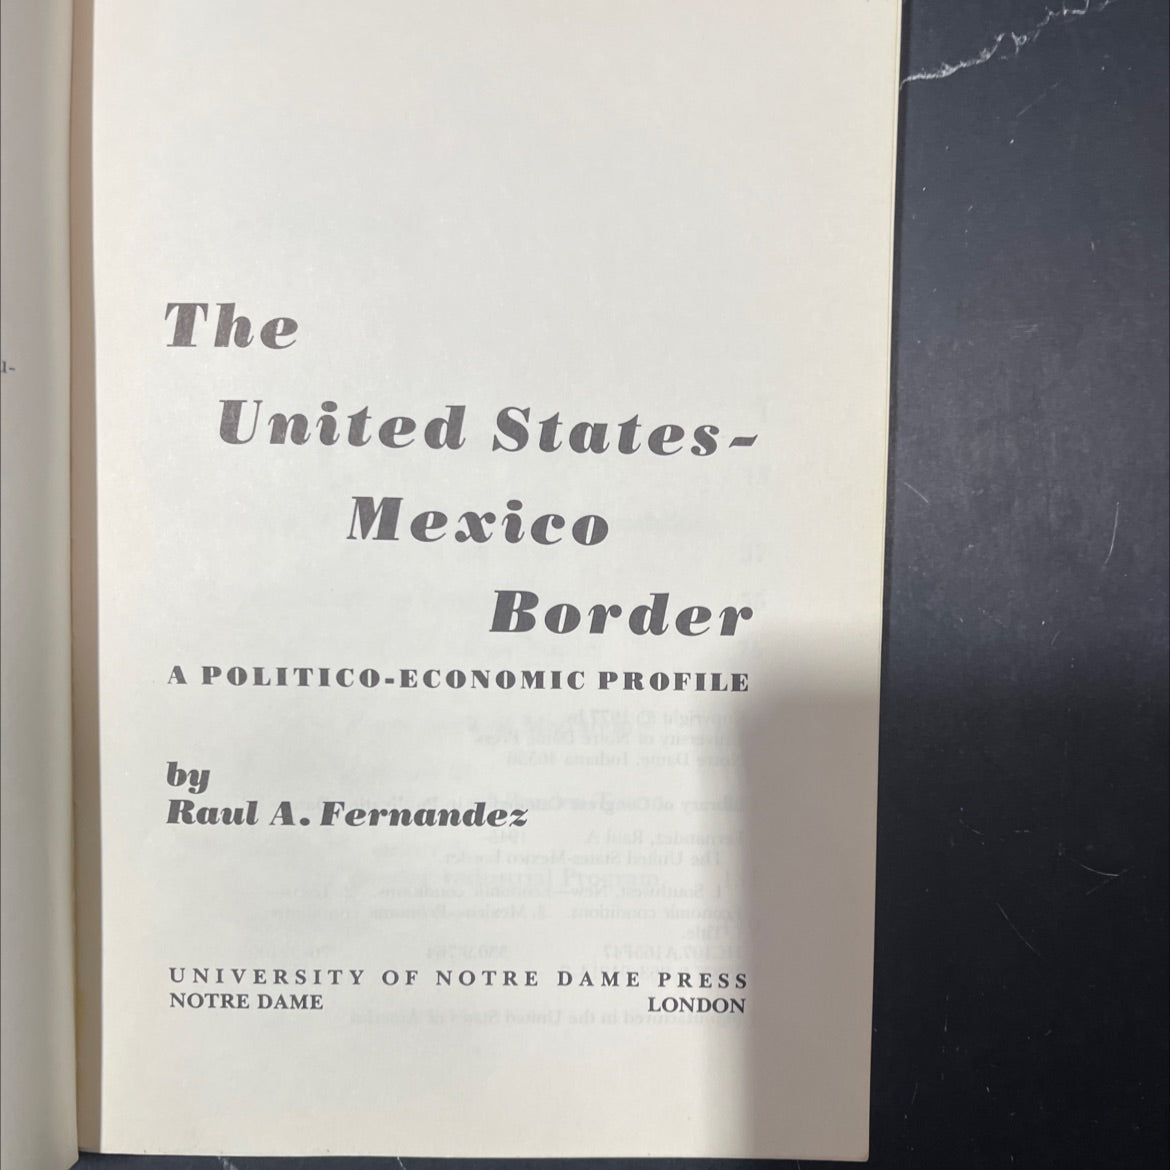 The
United States-
Mexico
Border
A POLITICO-ECONOMIC PROFILE
by
Raul A. Fernandez
UNIVERSITY OF NOTRE DAME PRESS
NOTRE DAME LONDON